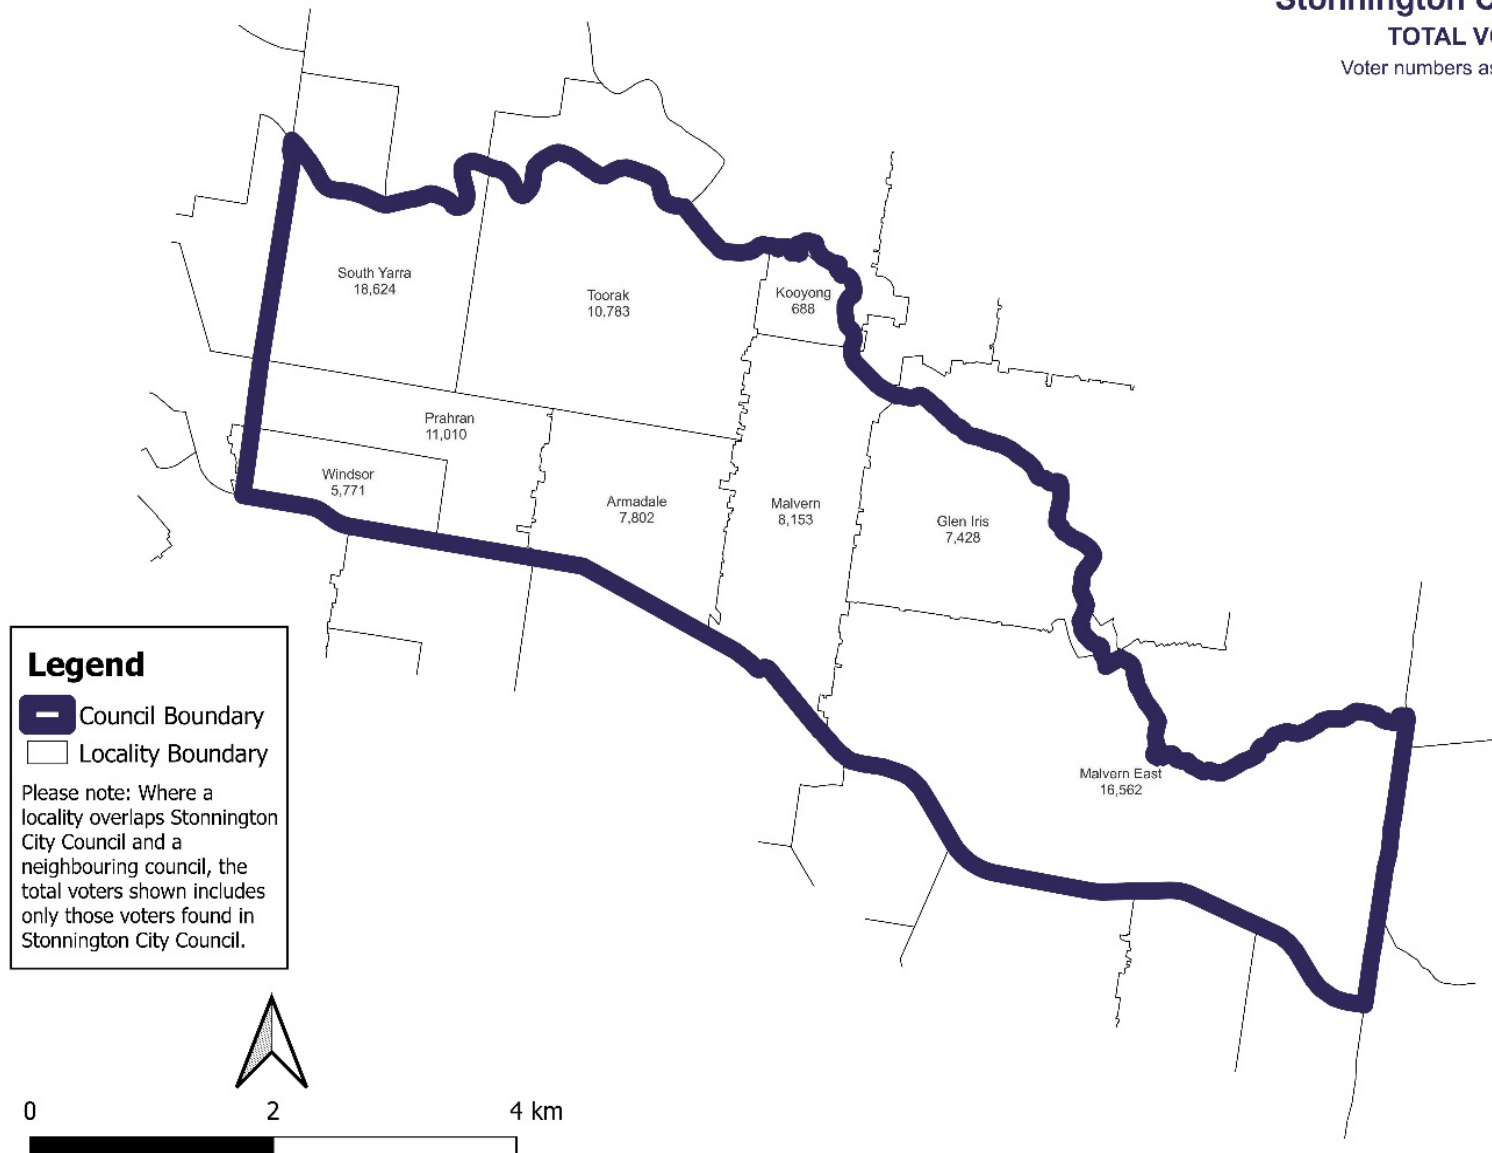 TOTAL
Voter numbers as
South Yarra
18,624
Toorak
10,783
Kooyong
688
Prahran
11,010
Windsor
5,771
Armadale
7,802
Malvern
8,153
Glen Iris
7,428
Malvern East
16,562
Legend
Council Boundary
Locality Boundary
Please note: Where a
locality overlaps Stonnington
City Council and a
neighbouring council, the
total voters shown includes
only those voters found in
Stonnington City Council.
0 2 4 km